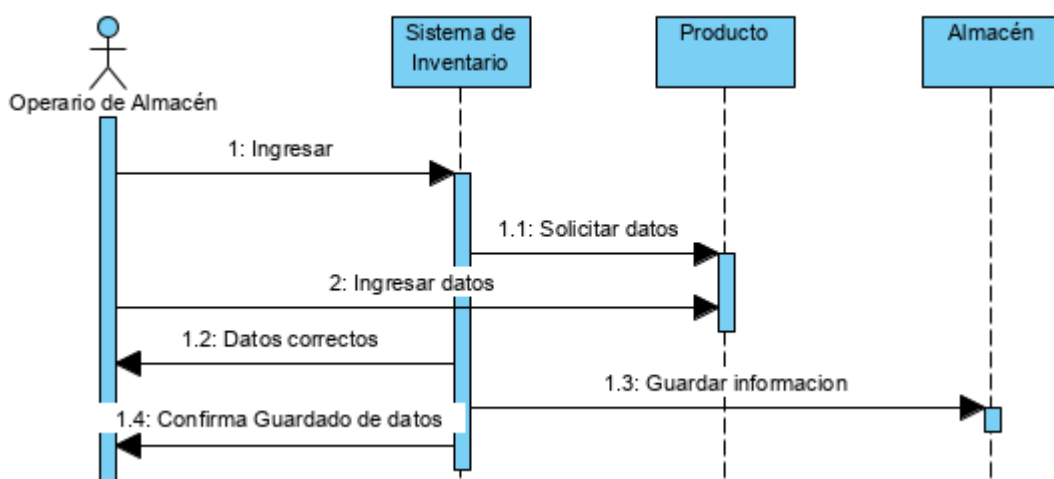 Sistema de
Inventario
Producto
Almacén
Operario de Almacén
1: Ingresar
1.1: Solicitar datos
2: Ingresar datos
1.2: Datos correctos
1.3: Guardar informacion
1.4: Confirma Guardado de datos